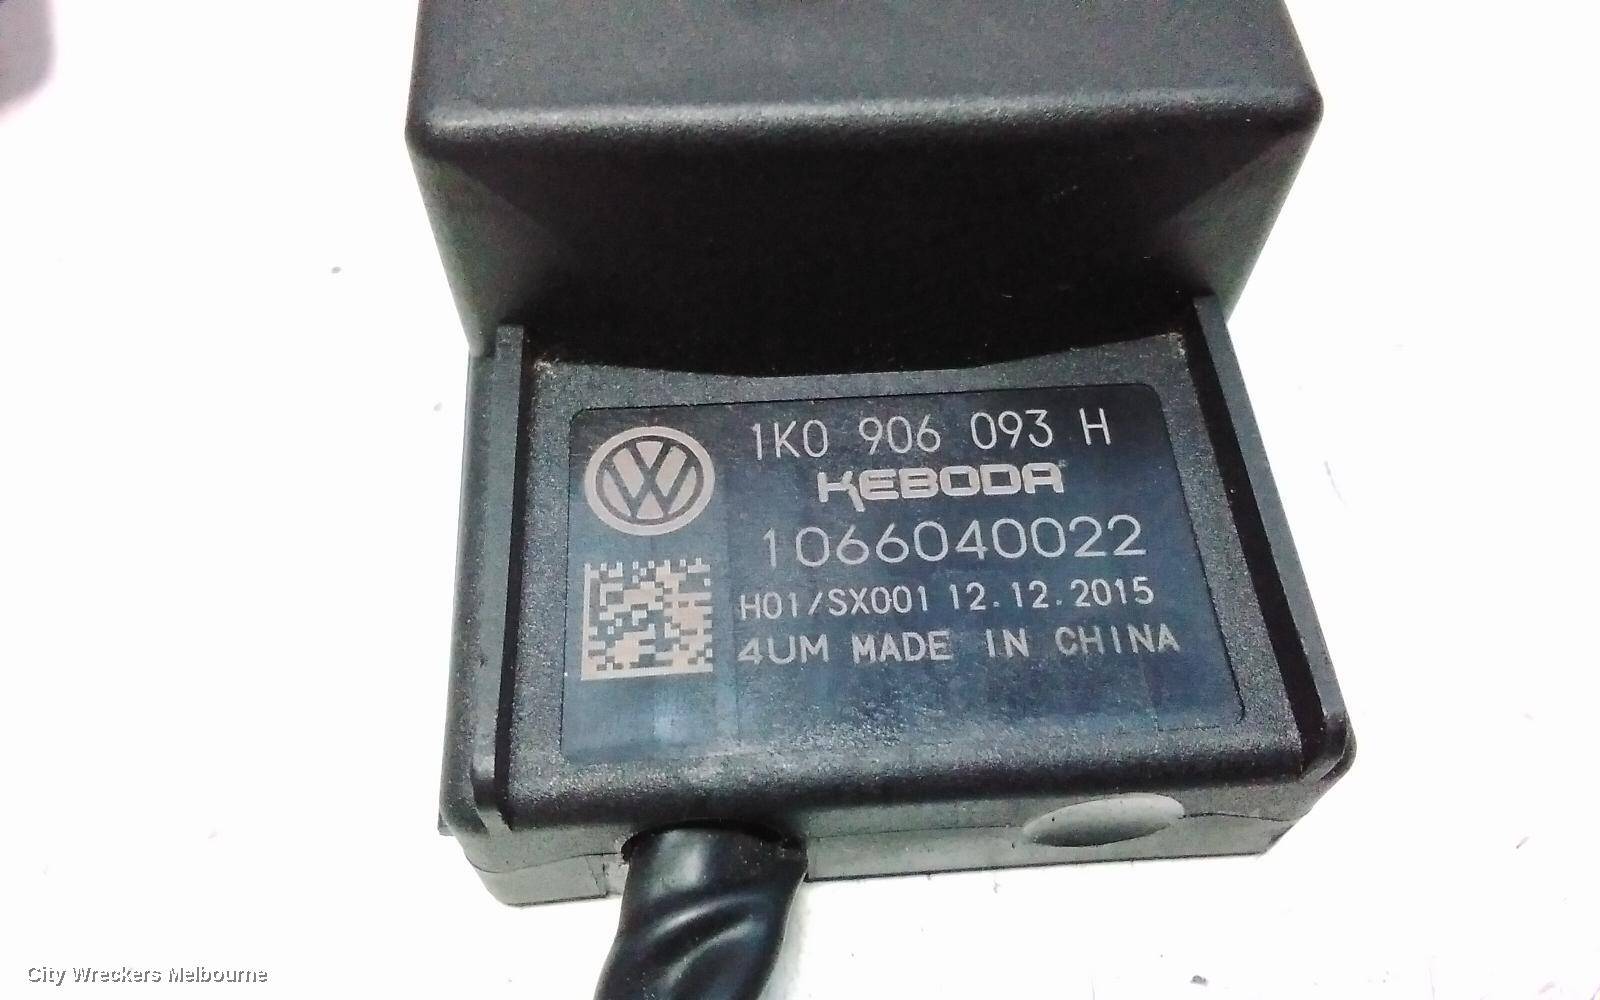 1K0 906 093 H
KEBODA
1066040022
H01/SX001 12.12.2015
4UM MADE IN CHINA
City Wreckers Melbourne